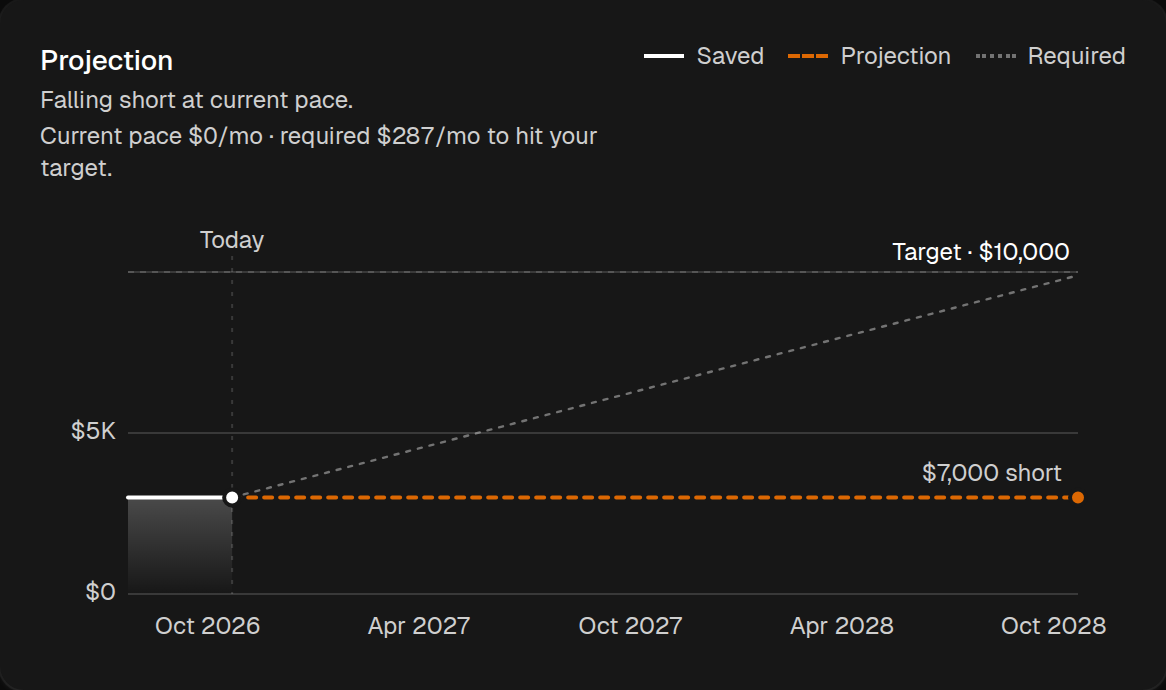 Projection
Saved
Projection
Required
Falling short at current pace.
Current pace $0/mo · required $287/mo to hit your
target.
Today
Target · $10,000
$5K
$7,000 short
$0
Oct 2026
Apr 2027
Oct 2027
Apr 2028
Oct 2028